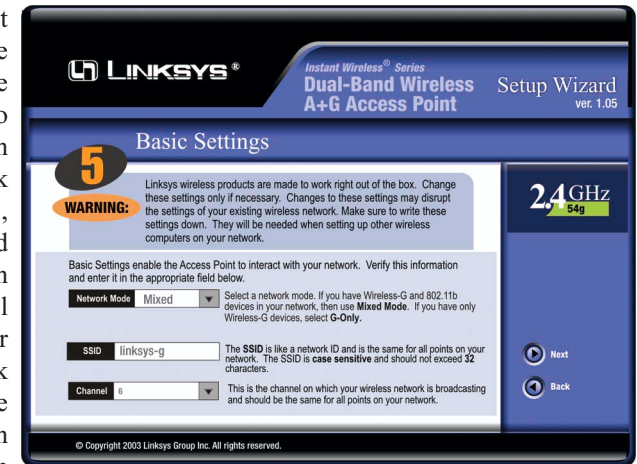 LINKSYS®
Instant Wireless® Series
Dual-Band Wireless
A+G Access Point
Setup Wizard
ver. 1.05
Basic Settings
5
WARNING:
Linksys wireless products are made to work right out of the box. Change
these settings only if necessary. Changes to these settings may disrupt
the settings of your existing wireless network. Make sure to write these
settings down. They will be needed when setting up other wireless
computers on your network.
2.4GHz
54g
Basic Settings enable the Access Point to interact with your network. Verify this information
and enter it in the appropriate field below.
Network Mode Mixed
Select a network mode. If you have Wireless-G and 802.11b
devices in your network, then use Mixed Mode. If you have only
Wireless-G devices, select G-Only.
SSID linksys-g
The SSID is like a network ID and is the same for all points on your
network. The SSID is case sensitive and should not exceed 32
characters.
Channel 6
This is the channel on which your wireless network is broadcasting
and should be the same for all points on your network.
Next
Back
© Copyright 2003 Linksys Group Inc. All rights reserved.